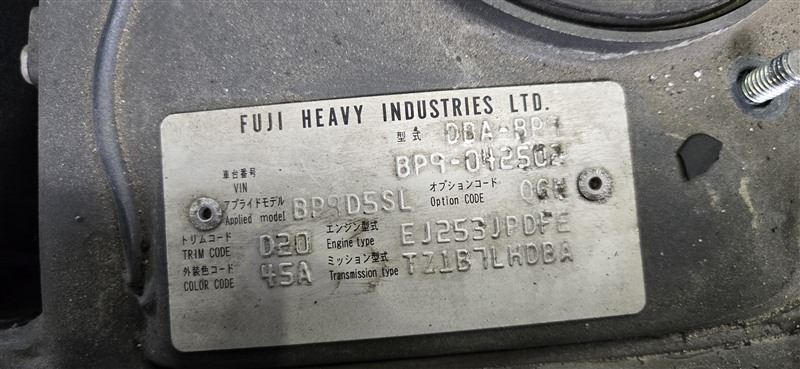 FUJI HEAVY INDUSTRIES LTD.
型式 DBA-BP9
車台番号 BP9-042502
VIN
アプライドモデル BP9D5SL オプションコード OGK
Applied model Option CODE
トリムコード D20 エンジン型式 EJ253JPDFE
TRIM CODE Engine type
外装色コード 45A ミッション型式 TZ1B7LHDBA
COLOR CODE Transmission type